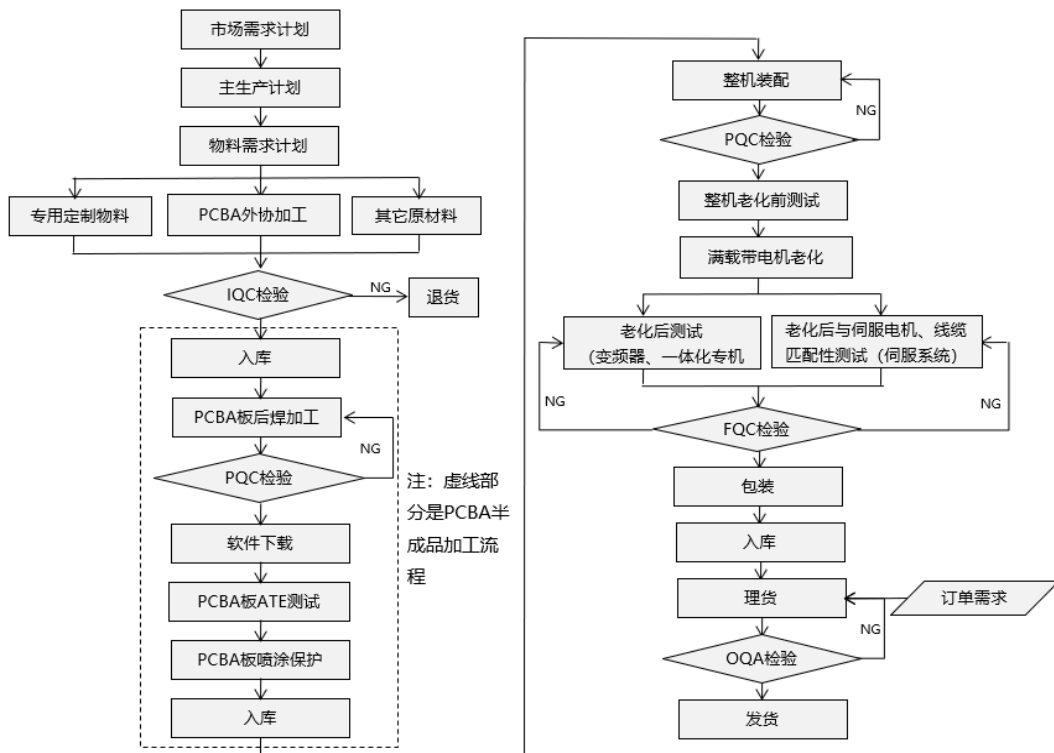 市场需求计划
主生产计划
物料需求计划
专用定制物料
PCBA外协加工
其它原材料
IQC检验
NG
退货
入库
PCBA板后焊加工
NG
PQC检验
软件下载
PCBA板ATE测试
PCBA板喷涂保护
入库
注：虚线部
分是PCBA半
成品加工流
程
整机装配
NG
PQC检验
整机老化前测试
满载带电机老化
老化后测试
（变频器、一体化专机
老化后与伺服电机、线缆
匹配性测试（伺服系统）
NG
NG
FQC检验
包装
入库
理货
订单需求
NG
OQA检验
发货